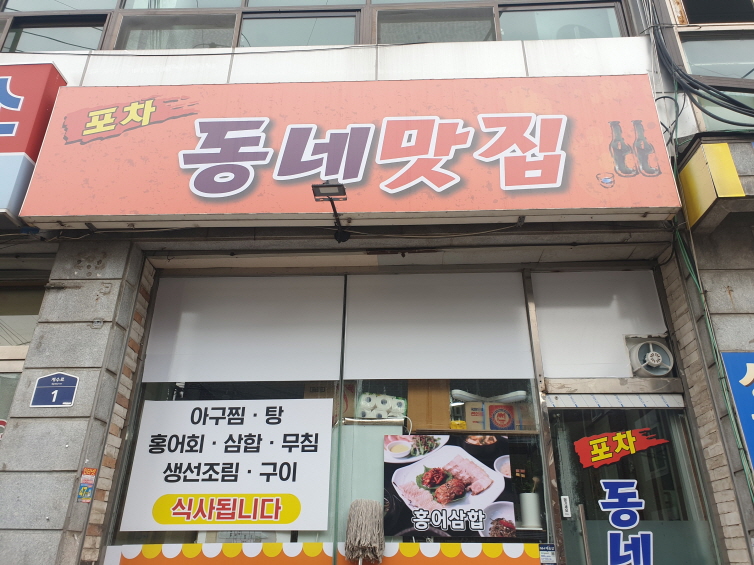 포차
동네맛집
아구찜 · 탕
홍어회 · 삼합 · 무침
생선조림 · 구이
식사됩니다
홍어삼합
포차
동네
1